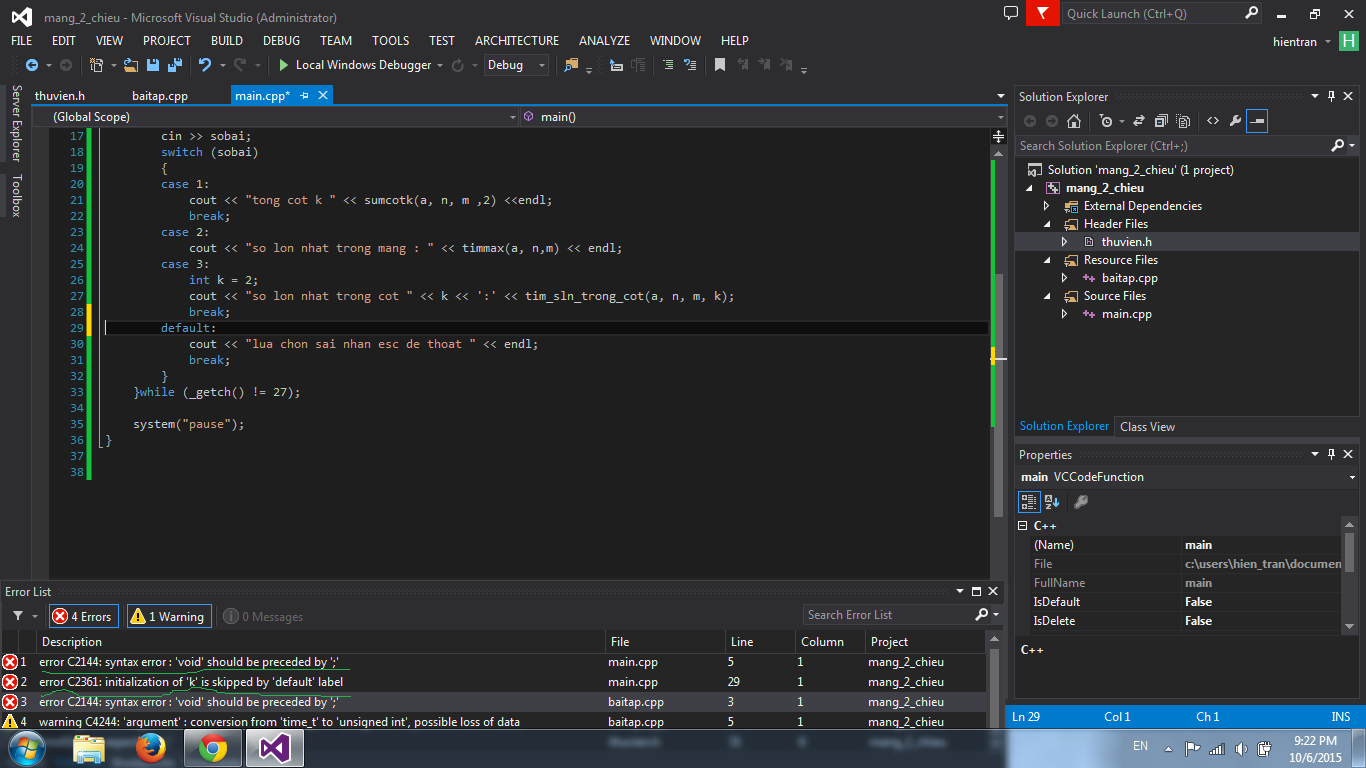 mang_2_chieu - Microsoft Visual Studio (Administrator)
Quick Launch (Ctrl+Q)
FILE EDIT VIEW PROJECT BUILD DEBUG TEAM TOOLS TEST ARCHITECTURE ANALYZE WINDOW HELP
hientran H
Local Windows Debugger Debug
Server Explorer
Toolbox
thuvien.h baitap.cpp main.cpp*
(Global Scope) main()
17 cin >> sobai;
18 switch (sobai)
19 {
20 case 1:
21 cout << "tong cot k " << sumcotk(a, n, m ,2) <<endl;
22 break;
23 case 2:
24 cout << "so lon nhat trong mang : " << timmax(a, n,m) << endl;
25 case 3:
26 int k = 2;
27 cout << "so lon nhat trong cot " << k << ':' << tim_sln_trong_cot(a, n, m, k);
28 break;
29 default:
30 cout << "lua chon sai nhan esc de thoat " << endl;
31 break;
32 }
33 }while (_getch() != 27);
34
35 system("pause");
36 }
37
38
Solution Explorer
Search Solution Explorer (Ctrl+;)
Solution 'mang_2_chieu' (1 project)
mang_2_chieu
External Dependencies
Header Files
thuvien.h
Resource Files
baitap.cpp
Source Files
main.cpp
Solution Explorer Class View
Properties
main VCCodeFunction
C++
(Name) main
File c:\users\hien_tran\documen
FullName main
IsDefault False
IsDelete False
C++
Error List
4 Errors 1 Warning 0 Messages
Search Error List
Description File Line Column Project
1 error C2144: syntax error : 'void' should be preceded by ';' main.cpp 5 1 mang_2_chieu
2 error C2361: initialization of 'k' is skipped by 'default' label main.cpp 29 1 mang_2_chieu
3 error C2144: syntax error : 'void' should be preceded by ';' baitap.cpp 3 1 mang_2_chieu
4 warning C4244: 'argument' : conversion from 'time_t' to 'unsigned int', possible loss of data baitap.cpp 5 1 mang_2_chieu
Ln 29 Col 1 Ch 1 INS
EN
9:22 PM
10/6/2015